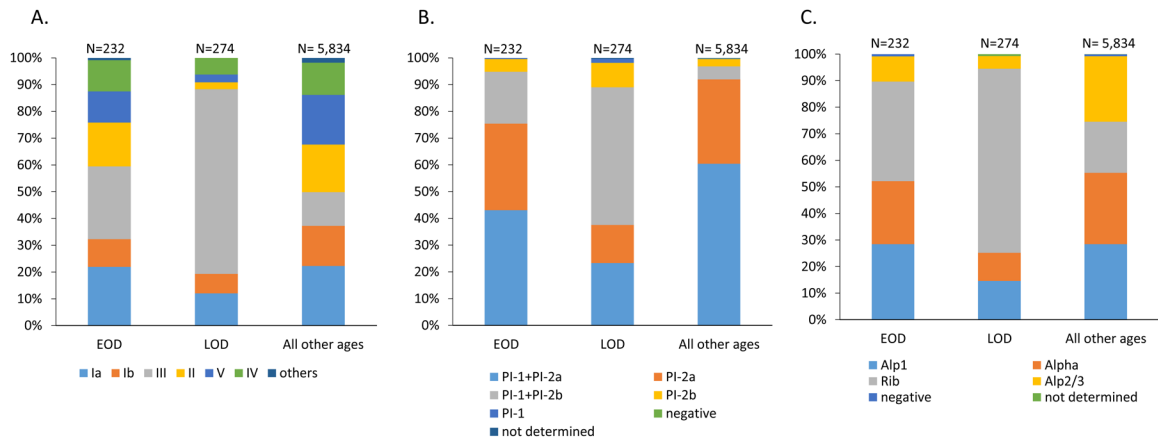 A.
N=232 N=274 N= 5,834
100%
90%
80%
70%
60%
50%
40%
30%
20%
10%
0%
EOD LOD All other ages
Ia Ib III II V IV others
B.
N=232 N=274 N= 5,834
100%
90%
80%
70%
60%
50%
40%
30%
20%
10%
0%
EOD LOD All other ages
PI-1+PI-2a PI-2a
PI-1+PI-2b PI-2b
PI-1 negative
not determined
C.
N=232 N=274 N= 5,834
100%
90%
80%
70%
60%
50%
40%
30%
20%
10%
0%
EOD LOD All other ages
Alp1 Alpha
Rib Alp2/3
negative not determined